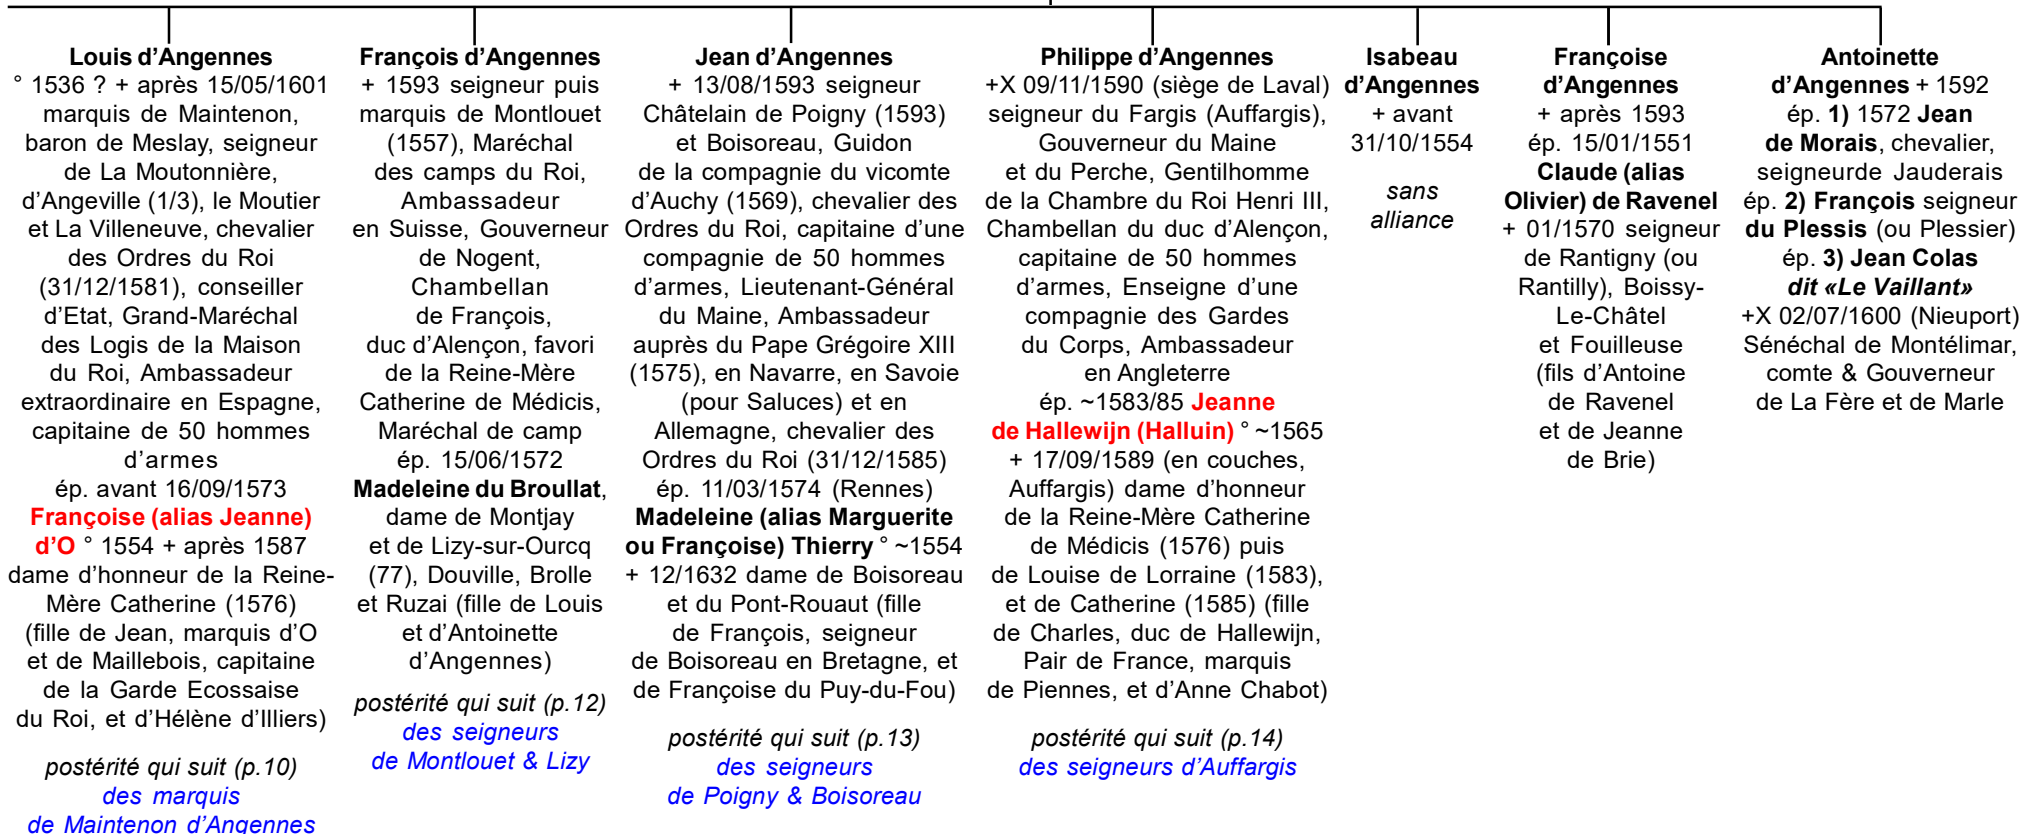 Louis d’Angennes
° 1536 ? + après 15/05/1601
marquis de Maintenon,
baron de Meslay, seigneur
de La Moutonnière,
d’Angeville (1/3), le Moutier
et La Villeneuve, chevalier
des Ordres du Roi
(31/12/1581), conseiller
d’Etat, Grand-Maréchal
des Logis de la Maison
du Roi, Ambassadeur
extraordinaire en Espagne,
capitaine de 50 hommes
d’armes
ép. avant 16/09/1573
Françoise (alias Jeanne)
d’O ° 1554 + après 1587
dame d’honneur de la Reine-
Mère Catherine (1576)
(fille de Jean, marquis d’O
et de Maillebois, capitaine
de la Garde Ecossaise
du Roi, et d’Hélène d’Illiers)
postérité qui suit (p.10)
des marquis
de Maintenon d’Angennes
François d’Angennes
+ 1593 seigneur puis
marquis de Montlouet
(1557), Maréchal
des camps du Roi,
Ambassadeur
en Suisse, Gouverneur
de Nogent,
Chambellan
de François,
duc d’Alençon, favori
de la Reine-Mère
Catherine de Médicis,
Maréchal de camp
ép. 15/06/1572
Madeleine du Broullat,
dame de Montjay
et de Lizy-sur-Ourcq
(77), Douville, Brolle
et Ruzai (fille de Louis
et d’Antoinette
d’Angennes)
postérité qui suit (p.12)
des seigneurs
de Montlouet & Lizy
Jean d’Angennes
+ 13/08/1593 seigneur
Châtelain de Poigny (1593)
et Boisoreau, Guidon
de la compagnie du vicomte
d’Auchy (1569), chevalier des
Ordres du Roi, capitaine d’une
compagnie de 50 hommes
d’armes, Lieutenant-Général
du Maine, Ambassadeur
auprès du Pape Grégoire XIII
(1575), en Navarre, en Savoie
(pour Saluces) et en
Allemagne, chevalier des
Ordres du Roi (31/12/1585)
ép. 11/03/1574 (Rennes)
Madeleine (alias Marguerite
ou Françoise) Thierry ° ~1554
+ 12/1632 dame de Boisoreau
et du Pont-Rouaut (fille
de François, seigneur
de Boisoreau en Bretagne, et
de Françoise du Puy-du-Fou)
postérité qui suit (p.13)
des seigneurs
de Poigny & Boisoreau
Philippe d’Angennes
+X 09/11/1590 (siège de Laval)
seigneur du Fargis (Auffargis),
Gouverneur du Maine
et du Perche, Gentilhomme
de la Chambre du Roi Henri III,
Chambellan du duc d’Alençon,
capitaine de 50 hommes
d’armes, Enseigne d’une
compagnie des Gardes
du Corps, Ambassadeur
en Angleterre
ép. ~1583/85 Jeanne
de Hallewijn (Halluin) ° ~1565
+ 17/09/1589 (en couches,
Auffargis) dame d’honneur
de la Reine-Mère Catherine
de Médicis (1576) puis
de Louise de Lorraine (1583),
et de Catherine (1585) (fille
de Charles, duc de Hallewijn,
Pair de France, marquis
de Piennes, et d’Anne Chabot)
postérité qui suit (p.14)
des seigneurs d’Auffargis
Isabeau
d’Angennes
+ avant
31/10/1554
sans
alliance
Françoise
d’Angennes
+ après 1593
ép. 15/01/1551
Claude (alias
Olivier) de Ravenel
+ 01/1570 seigneur
de Rantigny (ou
Rantilly), Boissy-
Le-Châtel
et Fouilleuse
(fils d’Antoine
de Ravenel
et de Jeanne
de Brie)
Antoinette
d’Angennes + 1592
ép. 1) 1572 Jean
de Morais, chevalier,
seigneurde Jauderais
ép. 2) François seigneur
du Plessis (ou Plessier)
ép. 3) Jean Colas
dit «Le Vaillant»
+X 02/07/1600 (Nieuport)
Sénéchal de Montélimar,
comte & Gouverneur
de La Fère et de Marle